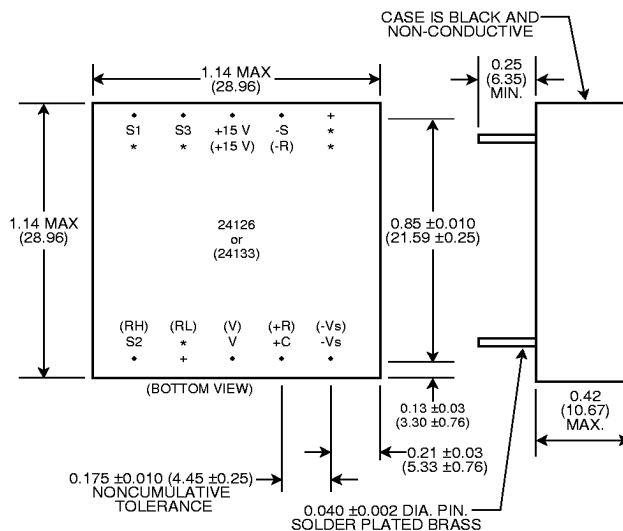 CASE IS BLACK AND
NON-CONDUCTIVE
1.14 MAX
(28.96)
0.25
(6.35)
MIN.
S1 S3 +15 V -S *
* * (+15 V) (-R) *
1.14 MAX
(28.96)
0.85 ±0.010
(21.59 ±0.25)
24126
or
(24133)
(RH) (RL) (V) (+R) (-Vs)
S2 * V +C -Vs
(BOTTOM VIEW)
0.13 ±0.03
(3.30 ±0.76)
0.42
(10.67)
MAX.
0.21 ±0.03
(5.33 ±0.76)
0.175 ±0.010 (4.45 ±0.25)
NONCUMULATIVE
TOLERANCE
0.040 ±0.002 DIA. PIN.
SOLDER PLATED BRASS